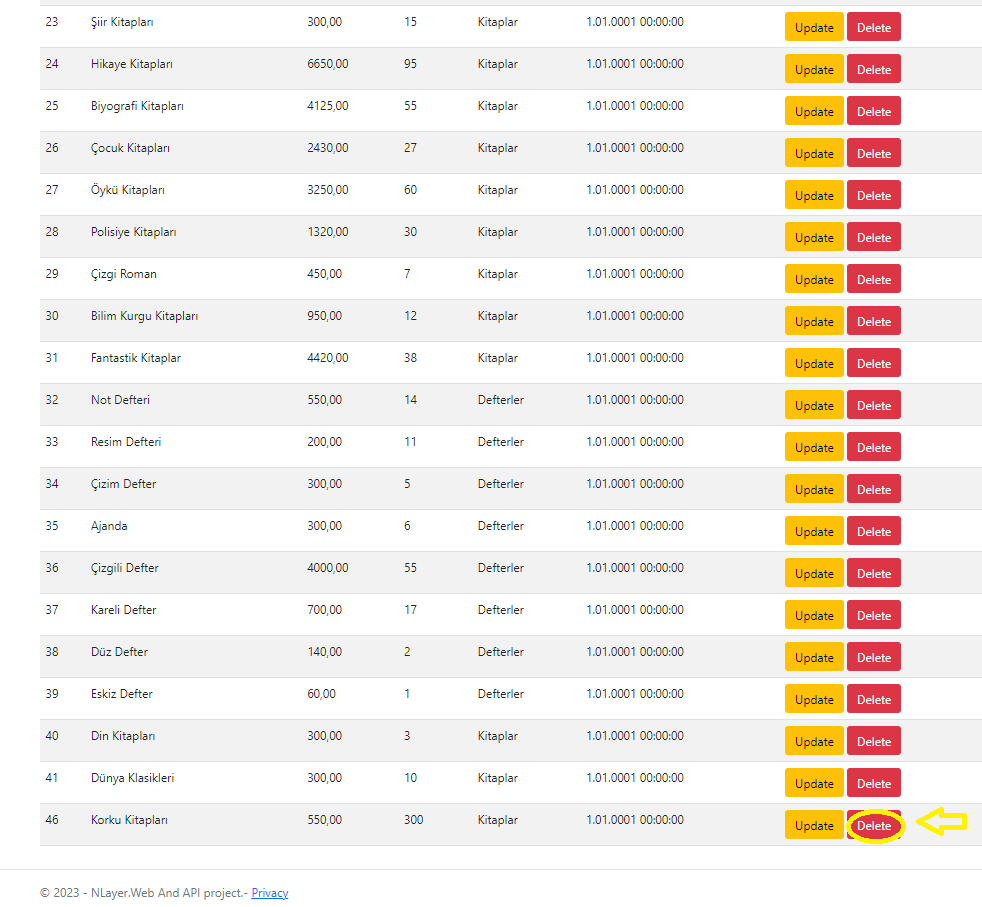 23 Şiir Kitapları 300,00 15 Kitaplar 1.01.0001 00:00:00 Update Delete
24 Hikaye Kitapları 6650,00 95 Kitaplar 1.01.0001 00:00:00 Update Delete
25 Biyografi Kitapları 4125,00 55 Kitaplar 1.01.0001 00:00:00 Update Delete
26 Çocuk Kitapları 2430,00 27 Kitaplar 1.01.0001 00:00:00 Update Delete
27 Öykü Kitapları 3250,00 60 Kitaplar 1.01.0001 00:00:00 Update Delete
28 Polisiye Kitapları 1320,00 30 Kitaplar 1.01.0001 00:00:00 Update Delete
29 Çizgi Roman 450,00 7 Kitaplar 1.01.0001 00:00:00 Update Delete
30 Bilim Kurgu Kitapları 950,00 12 Kitaplar 1.01.0001 00:00:00 Update Delete
31 Fantastik Kitaplar 4420,00 38 Kitaplar 1.01.0001 00:00:00 Update Delete
32 Not Defteri 550,00 14 Defterler 1.01.0001 00:00:00 Update Delete
33 Resim Defteri 200,00 11 Defterler 1.01.0001 00:00:00 Update Delete
34 Çizim Defter 300,00 5 Defterler 1.01.0001 00:00:00 Update Delete
35 Ajanda 300,00 6 Defterler 1.01.0001 00:00:00 Update Delete
36 Çizgili Defter 4000,00 55 Defterler 1.01.0001 00:00:00 Update Delete
37 Kareli Defter 700,00 17 Defterler 1.01.0001 00:00:00 Update Delete
38 Düz Defter 140,00 2 Defterler 1.01.0001 00:00:00 Update Delete
39 Eskiz Defter 60,00 1 Defterler 1.01.0001 00:00:00 Update Delete
40 Din Kitapları 300,00 3 Kitaplar 1.01.0001 00:00:00 Update Delete
41 Dünya Klasikleri 300,00 10 Kitaplar 1.01.0001 00:00:00 Update Delete
46 Korku Kitapları 550,00 300 Kitaplar 1.01.0001 00:00:00 Update Delete
© 2023 - NLayer.Web And API project.- Privacy